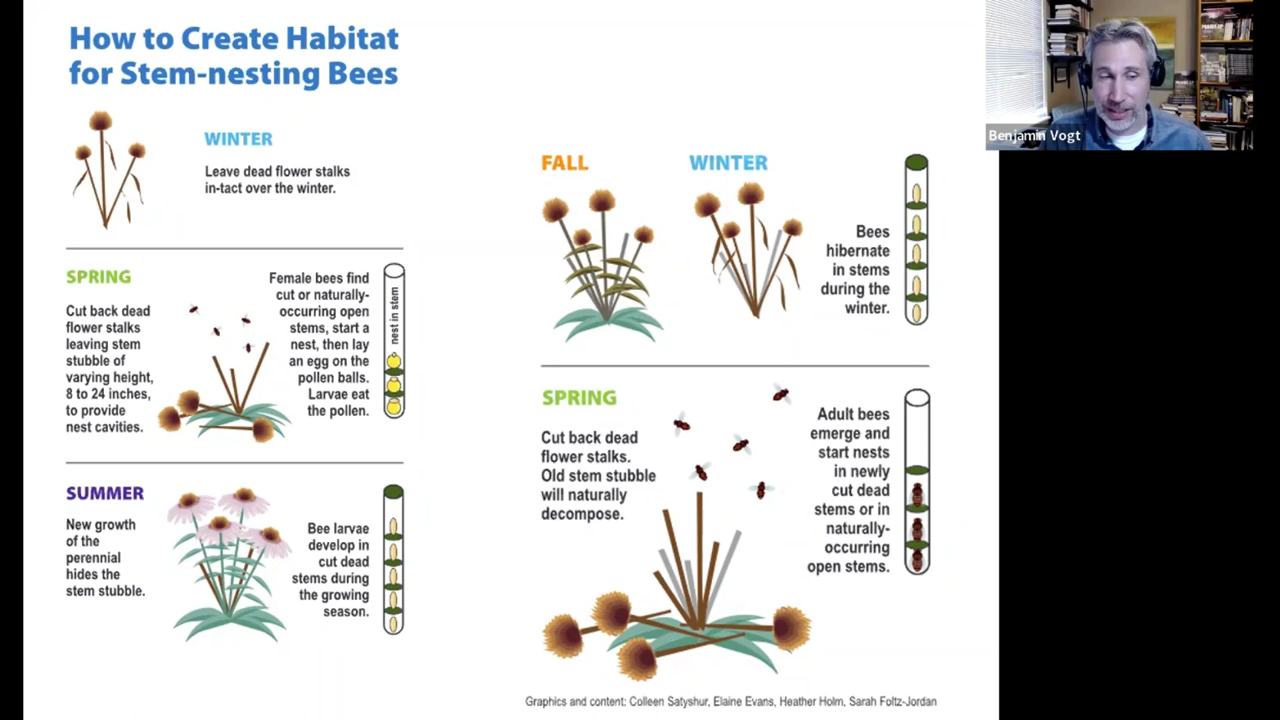 How to Create Habitat
for Stem-nesting Bees
WINTER
Leave dead flower stalks
in-tact over the winter.
SPRING
Cut back dead
flower stalks
leaving stem
stubble of
varying height,
8 to 24 inches,
to provide
nest cavities.
Female bees find
cut or naturally-
occurring open
stems, start a
nest, then lay
an egg on the
pollen balls.
Larvae eat
the pollen.
nest in stem
SUMMER
New growth
of the
perennial
hides the
stem stubble.
Bee larvae
develop in
cut dead
stems during
the growing
season.
FALL
WINTER
Bees
hibernate
in stems
during the
winter.
SPRING
Cut back dead
flower stalks.
Old stem stubble
will naturally
decompose.
Adult bees
emerge and
start nests
in newly
cut dead
stems or in
naturally-
occurring
open stems.
Graphics and content: Colleen Satyshur, Elaine Evans, Heather Holm, Sarah Foltz-Jordan
Benjamin Vogt